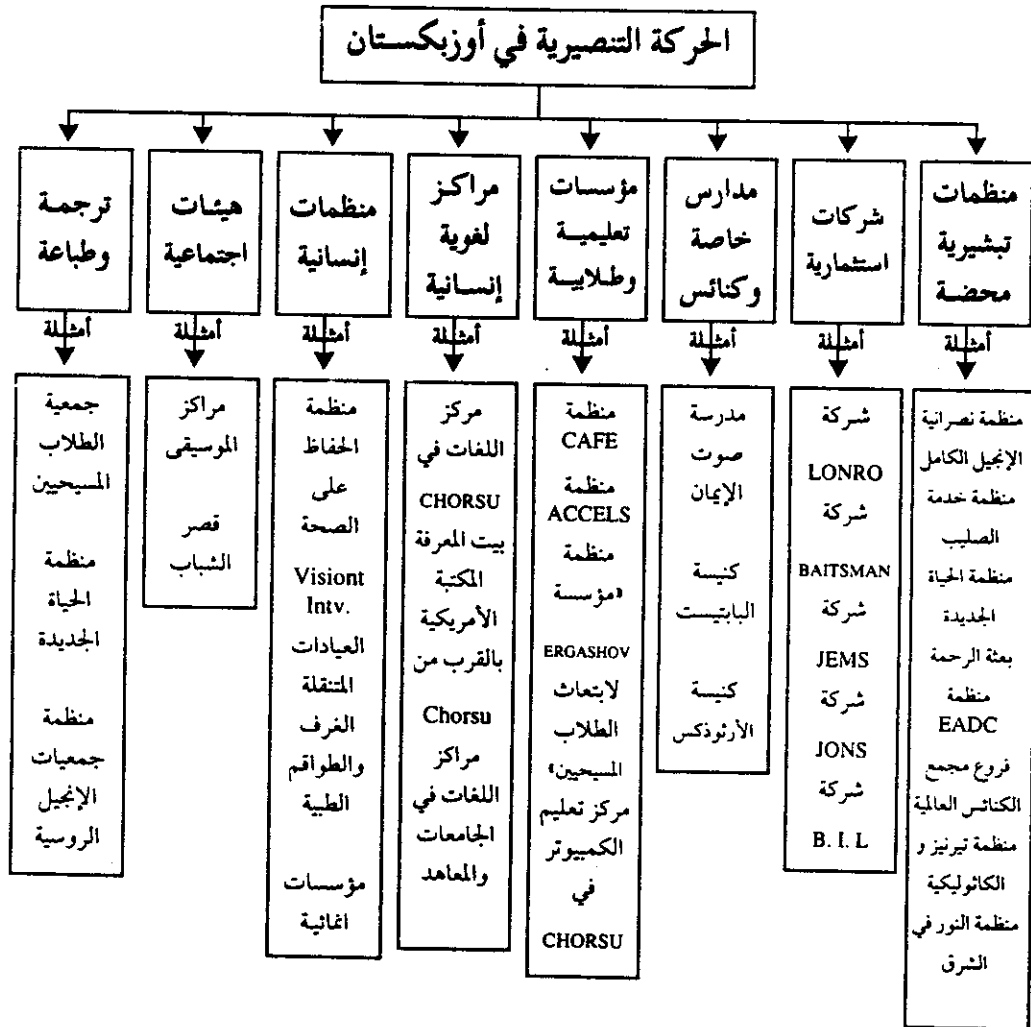 الحركة التنصيرية في أوزبكستان
منظمات
تبشيرية
محضة
أمثلة
منظمة نصرانية
الإنجيل الكامل
منظمة خدمة
الصليب
منظمة الحياة
الجديدة
بعثة الرحمة
منظمة
EADC
فروع مجمع
الكنائس العالمية
منظمة تيرنيز و
الكاثوليكية
منظمة النور في
الشرق
شركات
استثمارية
أمثلة
شركة
LONRO
شركة
BAITSMAN
شركة
JEMS
شركة
JONS
شركة
B. I. L
مدارس
خاصة
وكنائس
أمثلة
مدرسة
صوت
الإيمان
كنيسة
البابتيست
كنيسة
الأرثوذكس
مؤسسات
تعليمية
وطلابية
أمثلة
منظمة
CAFE
منظمة
ACCELS
منظمة
«مؤسسة
ERGASHOV
لابتعاث
الطلاب
المسيحيين»
مركز تعليم
الكمبيوتر
في
CHORSU
مراكز
لغوية
إنسانية
أمثلة
مركز
اللغات في
CHORSU
بيت المعرفة
المكتبة
الأمريكية
بالقرب من
Chorsu
مراكز
اللغات في
الجامعات
والمعاهد
منظمات
إنسانية
أمثلة
منظمة
الحفاظ
على
الصحة
Visiont
Intv.
العيادات
المتنقلة
الغرف
والطواقم
الطبية
مؤسسات
انمائية
هيئات
اجتماعية
أمثلة
مراكز
الموسيقى
قصر
الشباب
ترجمة
وطباعة
أمثلة
جمعية
الطلاب
المسيحيين
منظمة
الحياة
الجديدة
منظمة
جمعيات
الإنجيل
الروسية